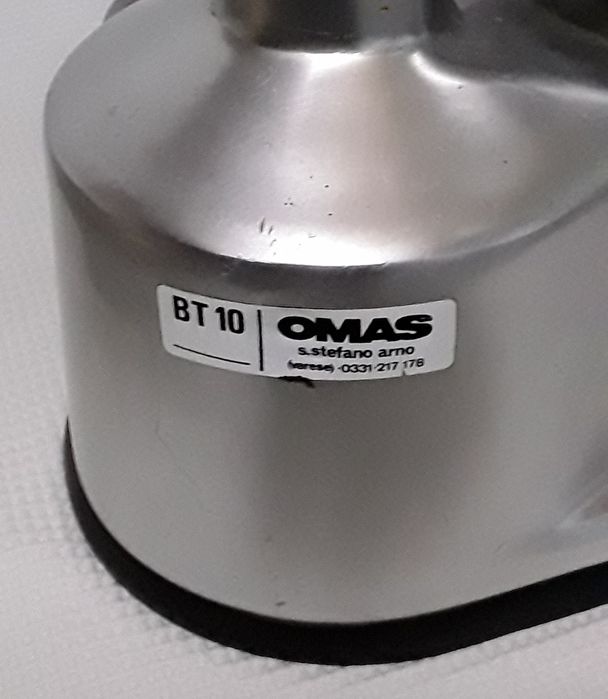 BT 10
OMAS
s.stefano arno
(varese) ·0331·217 178